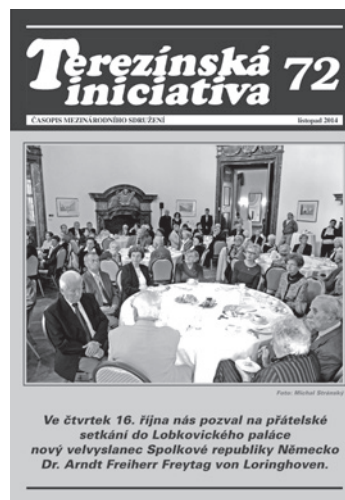 Terezínská 72
iniciativa
ČASOPIS MEZINÁRODNÍHO SDRUŽENÍ listopad 2014
Foto: Michal Stránský
Ve čtvrtek 16. října nás pozval na přátelské
setkání do Lobkovického paláce
nový velvyslanec Spolkové republiky Německo
Dr. Arndt Freiherr Freytag von Loringhoven.